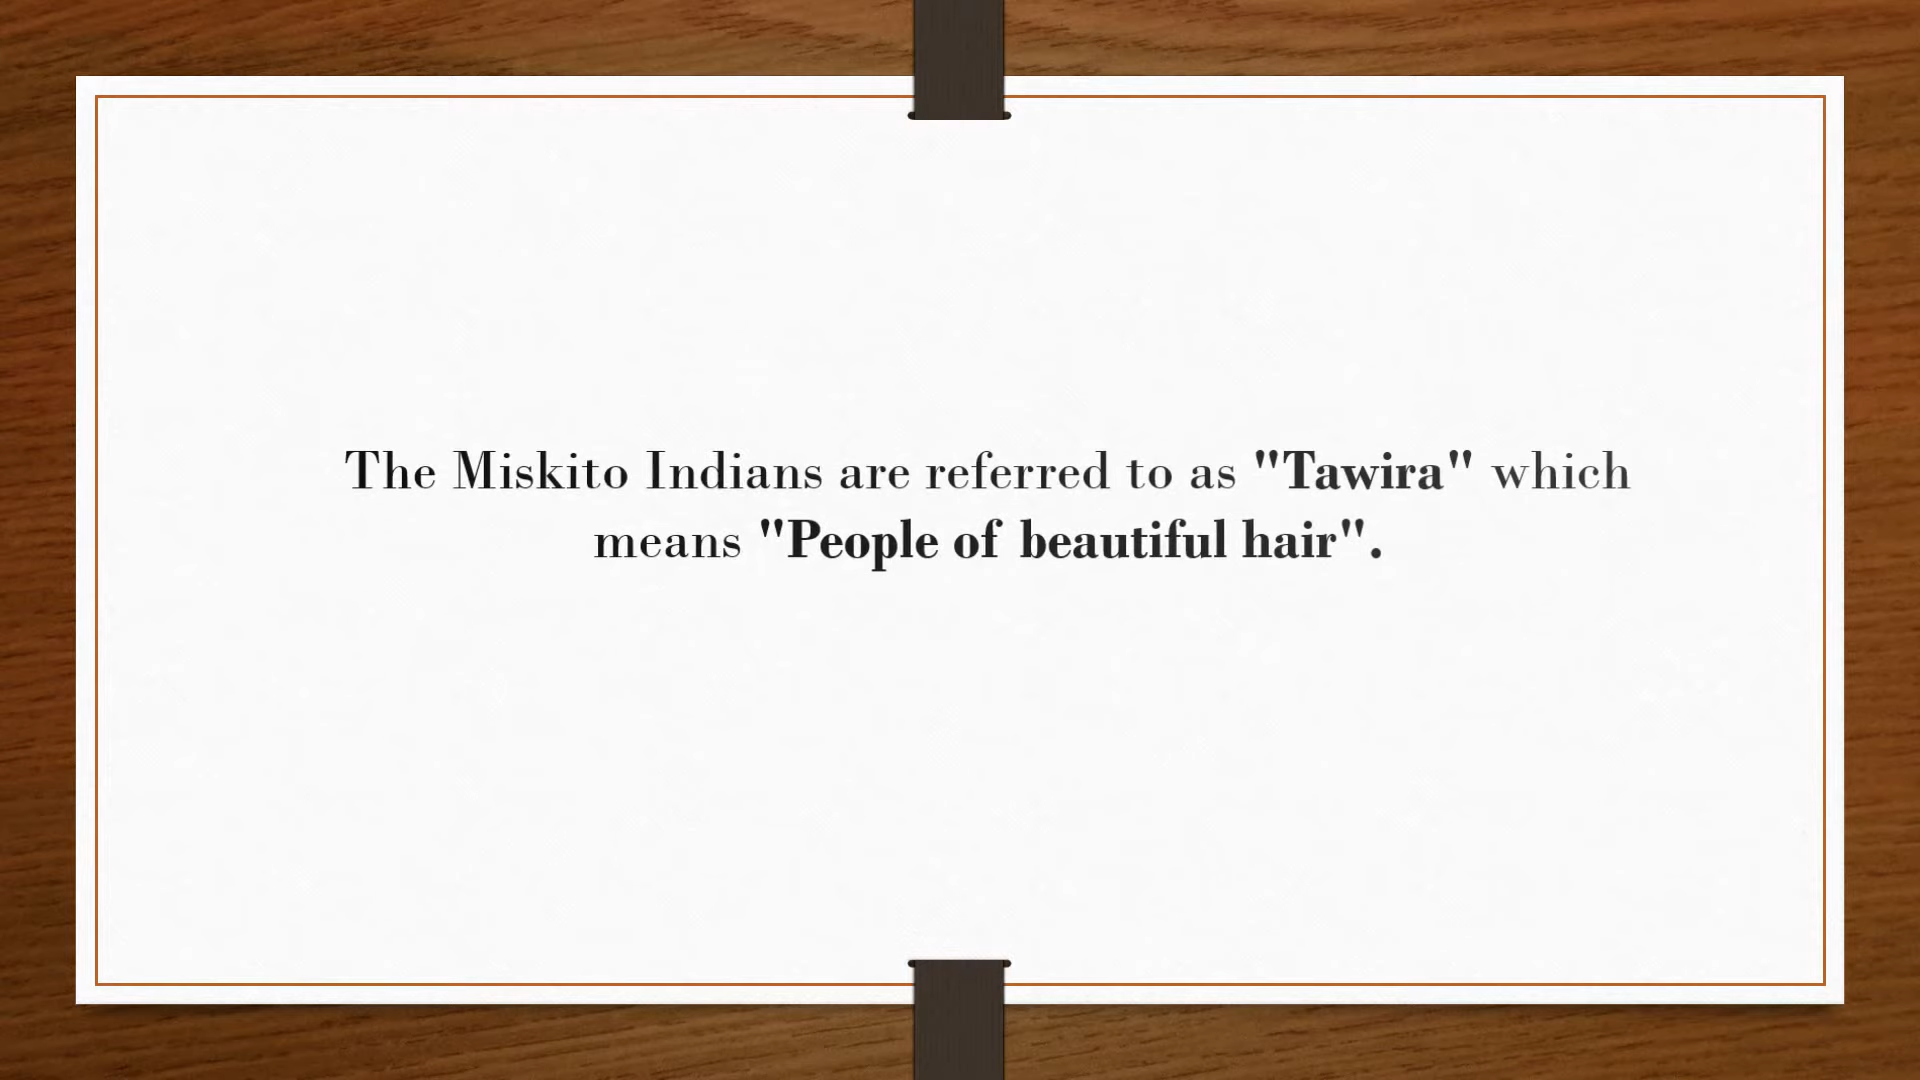 The Miskito Indians are referred to as "Tawira" which
means "People of beautiful hair".